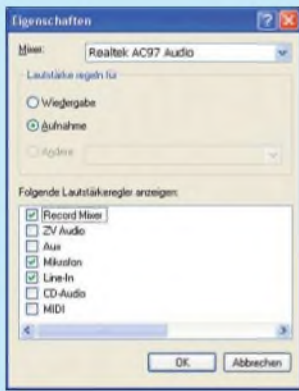 Eigenschaften
Mixer: Realtek AC97 Audio
Lautstärke regeln für
Wiedergabe
Aufnahme
Andere
Folgende Lautstärkeregler anzeigen:
Record Mixer
ZV Audio
Aux
Mikrofon
Line-In
CD-Audio
MIDI
OK Abbrechen